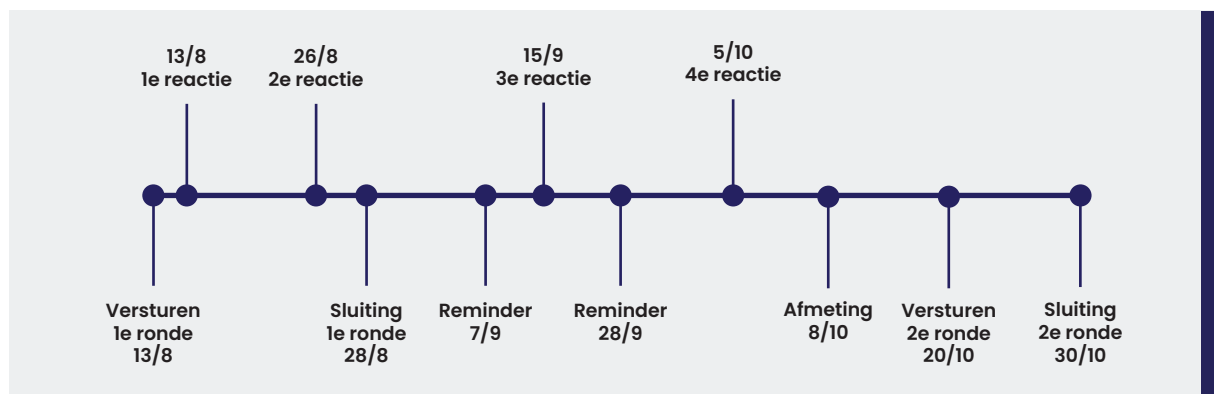 13/8
1e reactie
26/8
2e reactie
15/9
3e reactie
5/10
4e reactie
Versturen
1e ronde
13/8
Sluiting
1e ronde
28/8
Reminder
7/9
Reminder
28/9
Afmeting
8/10
Versturen
2e ronde
20/10
Sluiting
2e ronde
30/10